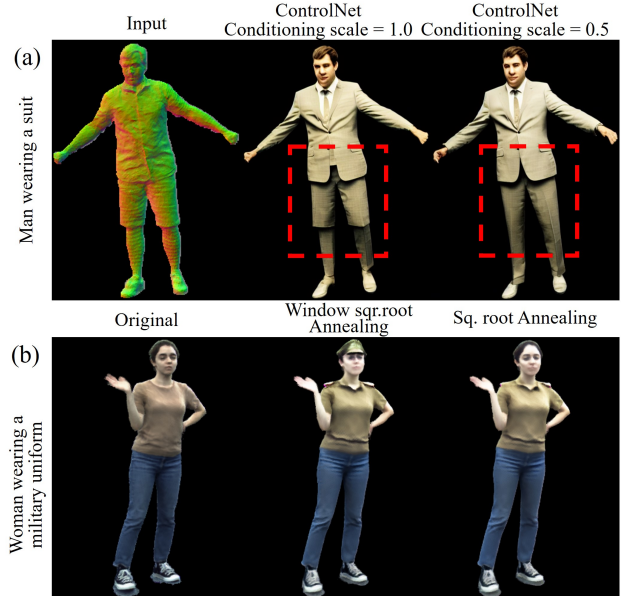 Input
ControlNet
Conditioning scale = 1.0
ControlNet
Conditioning scale = 0.5
(a)
Man wearing a suit
Original
Window sqr.root
Annealing
Sq. root Annealing
(b)
Woman wearing a
military uniform